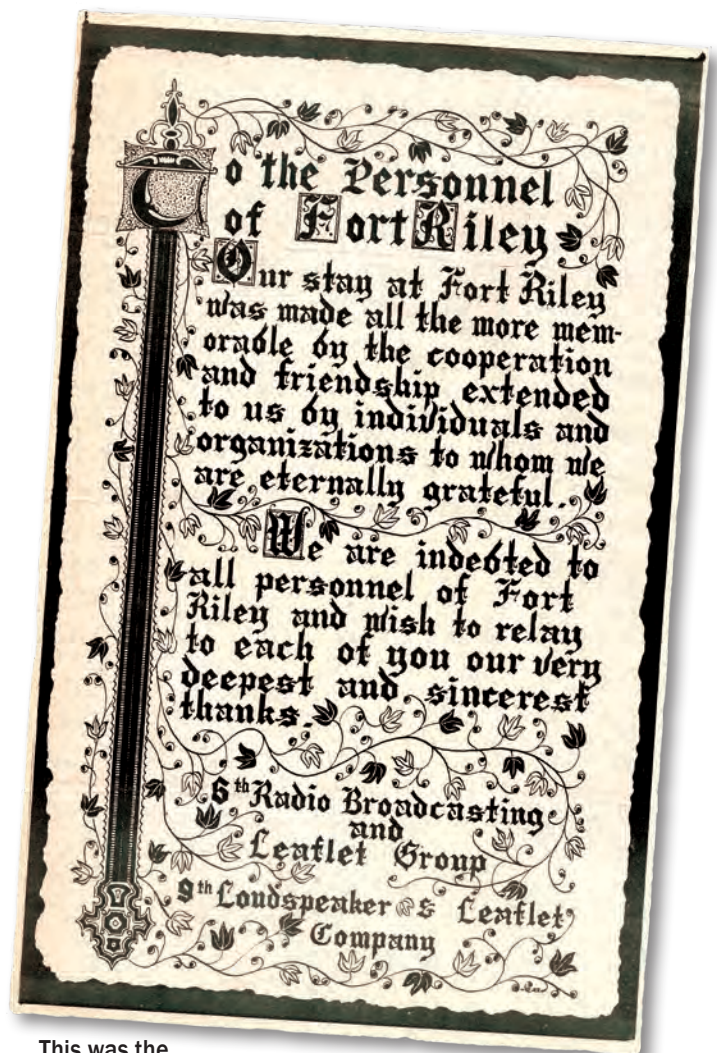 To the Personnel
of Fort Riley
Our stay at Fort Riley
was made all the more mem-
orable by the cooperation
and friendship extended
to us by individuals and
organizations to whom we
are eternally grateful.
We are indebted to
all personnel of Fort
Riley and wish to relay
to each of you our very
deepest and sincerest
thanks.
6th Radio Broadcasting
and
Leaflet Group
9th Loudspeaker & Leaflet
Company
This was the